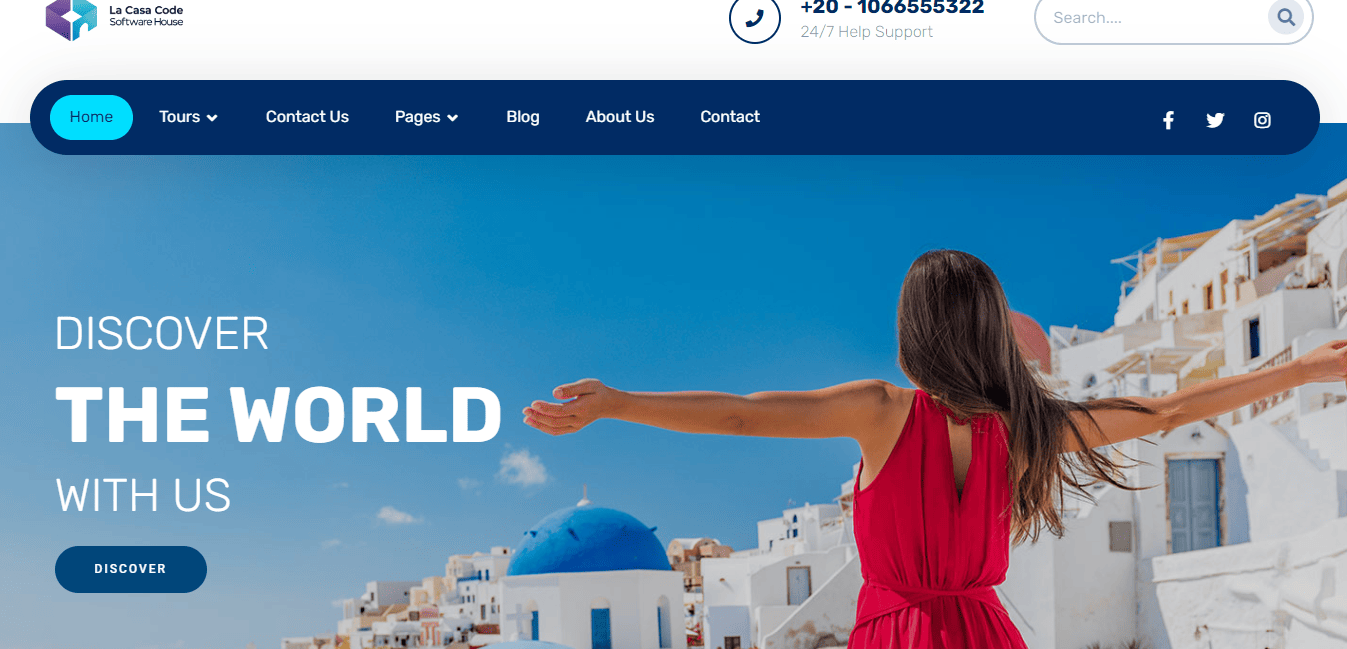 La Casa Code
Software House
+20 - 1066555322
24/7 Help Support
Search....
Home
Tours
Contact Us
Pages
Blog
About Us
Contact
DISCOVER
THE WORLD
WITH US
DISCOVER